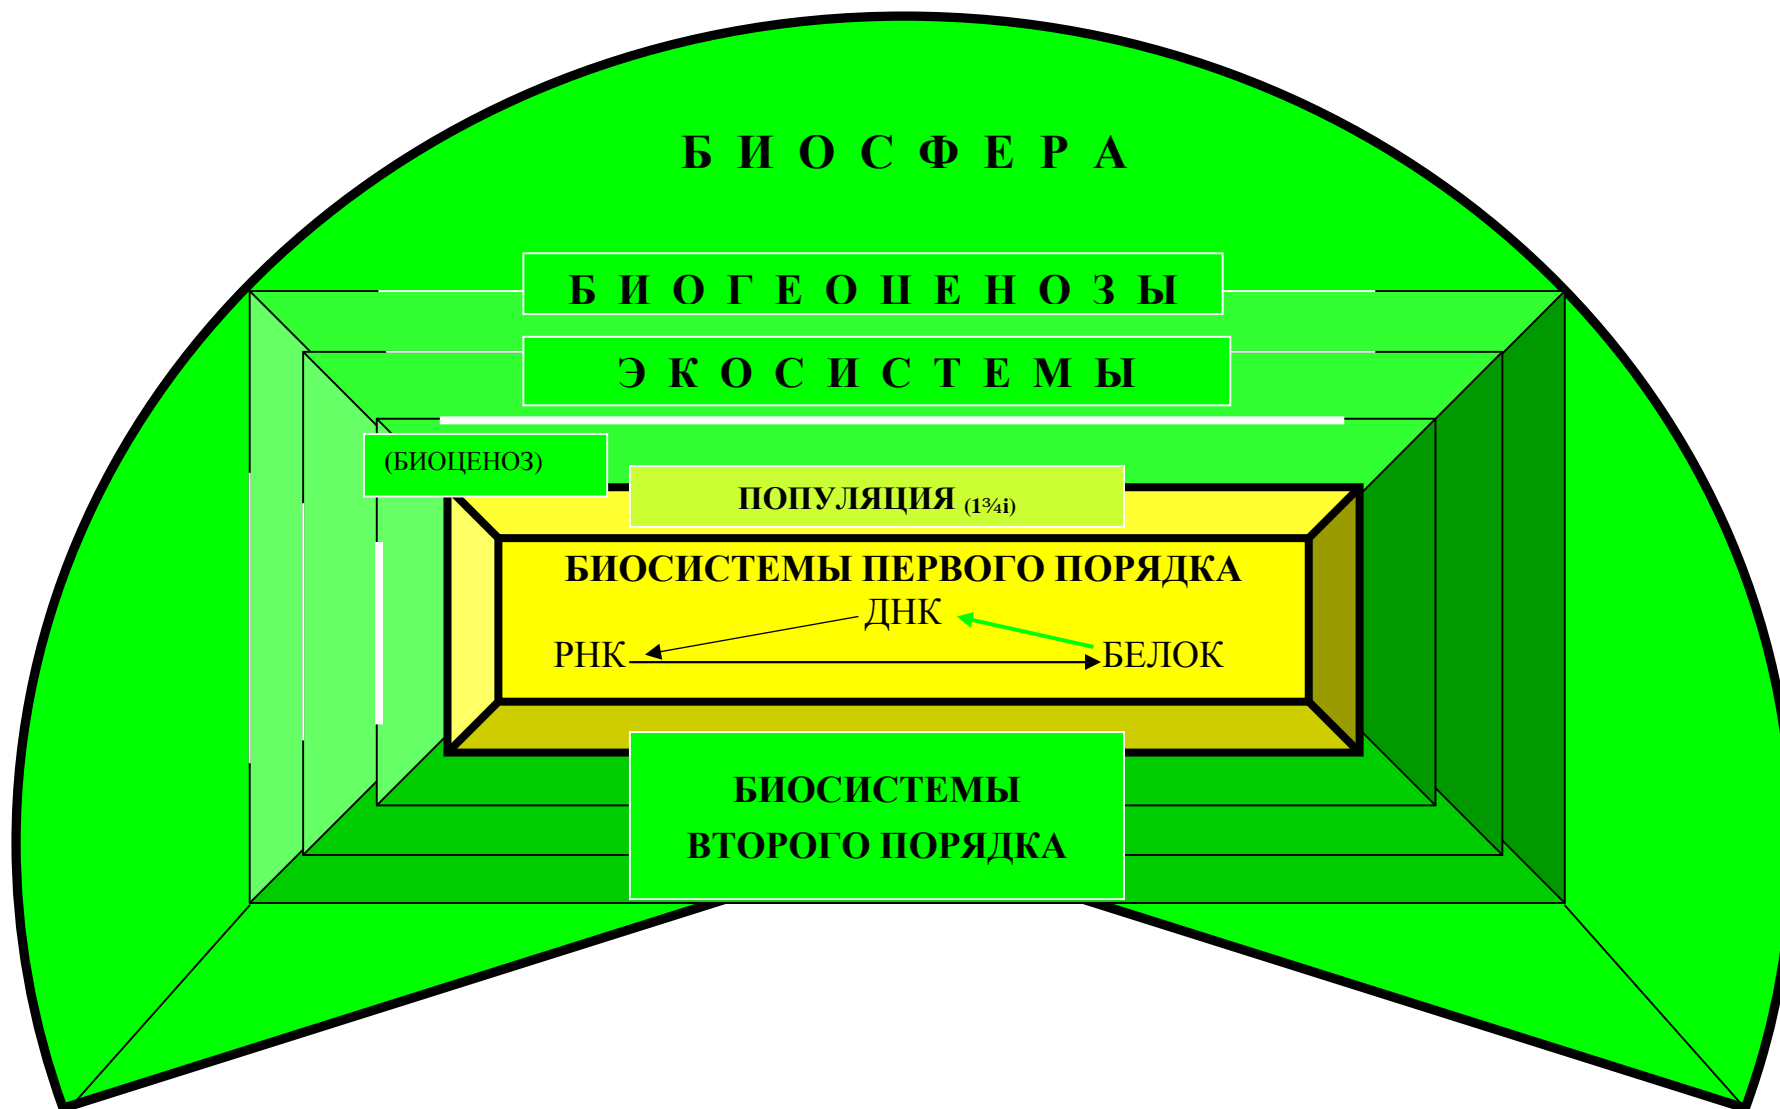 Б И О С Ф Е Р А
Б И О Г Е О Ц Е Н О З Ы
Э К О С И С Т Е М Ы
(БИОЦЕНОЗ)
ПОПУЛЯЦИЯ (1¾i)
БИОСИСТЕМЫ ПЕРВОГО ПОРЯДКА
ДНК
РНК БЕЛОК
БИОСИСТЕМЫ
ВТОРОГО ПОРЯДКА